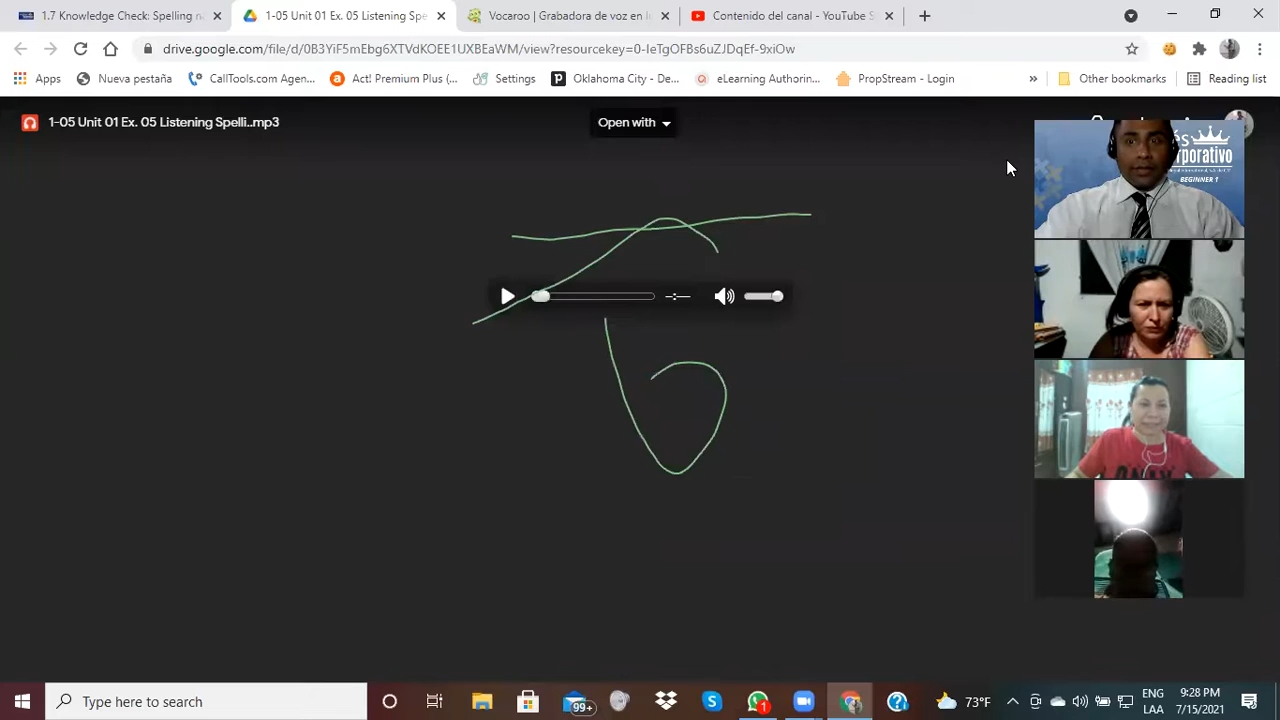 1.7 Knowledge Check: Spelling n
1-05 Unit 01 Ex. 05 Listening Spe
Vocaroo | Grabadora de voz en l
Contenido del canal - YouTube S
drive.google.com/file/d/0B3YiF5mEbg6XTVdKOEE1UXBEaWM/view?resourcekey=0-IeTgOFBs6uZJDqEf-9xiOw
Apps
Nueva pestaña
CallTools.com Agen...
Act! Premium Plus (...
Settings
Oklahoma City - De...
eLearning Authorin...
PropStream - Login
Other bookmarks
Reading list
1-05 Unit 01 Ex. 05 Listening Spelli..mp3
Open with
és
orporativo
BEGINNER 1
Type here to search
99+
1
73°F
ENG
LAA
9:28 PM
7/15/2021